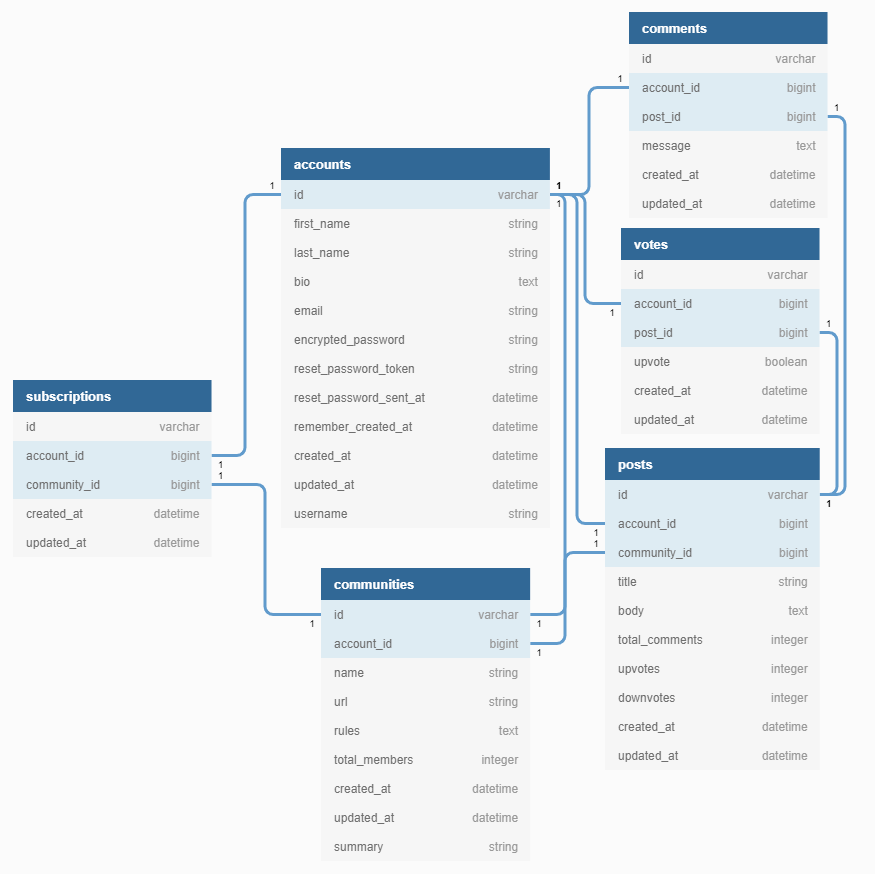 comments
id varchar
account_id bigint
post_id bigint
message text
created_at datetime
updated_at datetime
1
1
accounts
id varchar
first_name string
last_name string
bio text
email string
encrypted_password string
reset_password_token string
reset_password_sent_at datetime
remember_created_at datetime
created_at datetime
updated_at datetime
username string
1
1
1
votes
id varchar
account_id bigint
post_id bigint
upvote boolean
created_at datetime
updated_at datetime
1
1
subscriptions
id varchar
account_id bigint
community_id bigint
created_at datetime
updated_at datetime
1
1
posts
id varchar
account_id bigint
community_id bigint
title string
body text
total_comments integer
upvotes integer
downvotes integer
created_at datetime
updated_at datetime
1
1
1
communities
id varchar
account_id bigint
name string
url string
rules text
total_members integer
created_at datetime
updated_at datetime
summary string
1
1
1